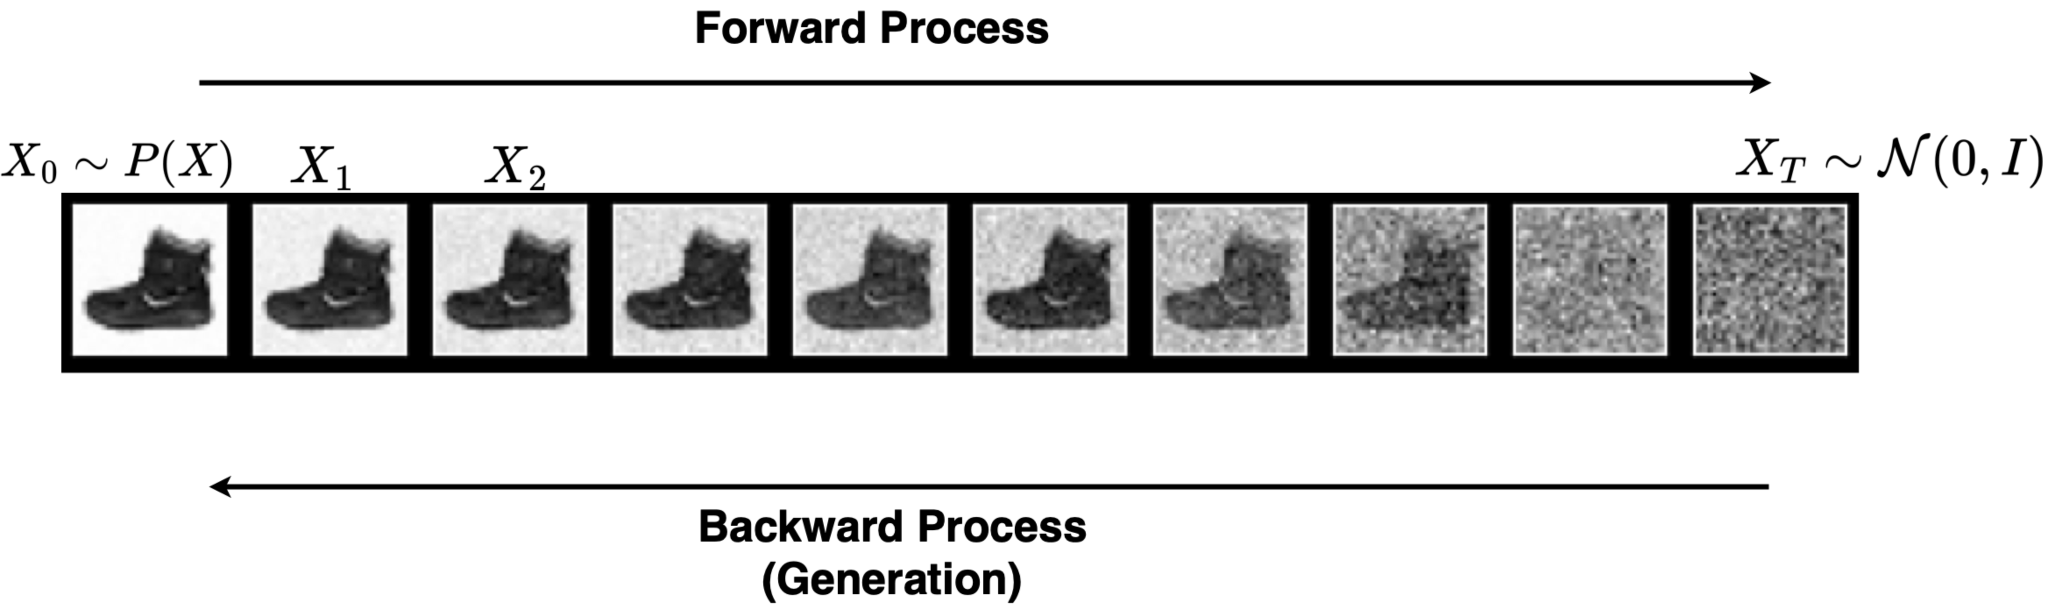 Forward Process
X₀ ∼ P(X) X₁ X₂ X_T ∼ 𝒩(0, I)
Backward Process
(Generation)